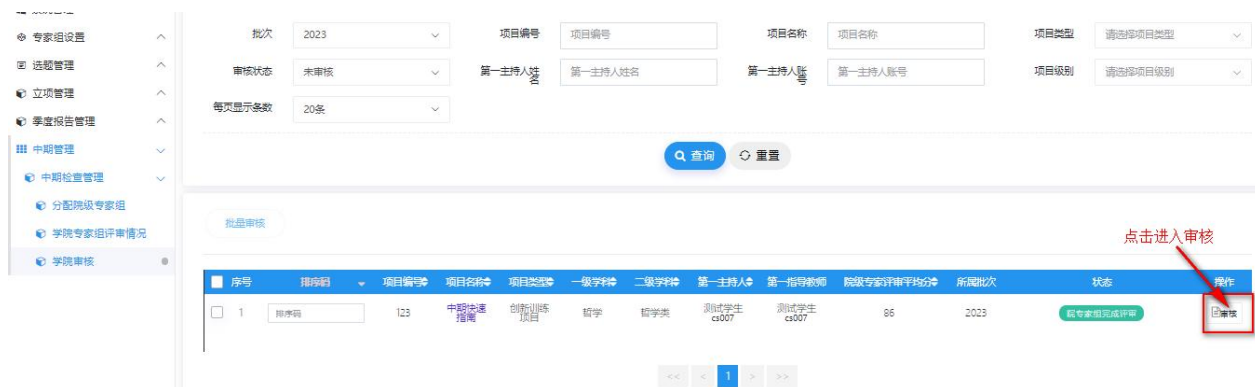 专家组设置
选题管理
立项管理
季度报告管理
中期管理
中期检查管理
分配院级专家组
学院专家组评审情况
学院审核
批次 2023 项目编号 项目编号 项目名称 项目名称 项目类型 请选择项目类型
审核状态 未审核 第一主持人姓名 第一主持人姓名 第一主持人账号 第一主持人账号 项目级别 请选择项目级别
每页显示条数 20条
查询 重置
批量审核
点击进入审核
序号 排序码 项目编号 项目名称 项目类型 一级学科 二级学科 第一主持人 第一指导教师 院级专家评审平均分 所属批次 状态 操作
1 排序码 123 中期快速指南 创新训练项目 哲学 哲学类 测试学生cs007 测试学生cs007 86 2023 院专家组完成评审 审核
<< < 1 > >>